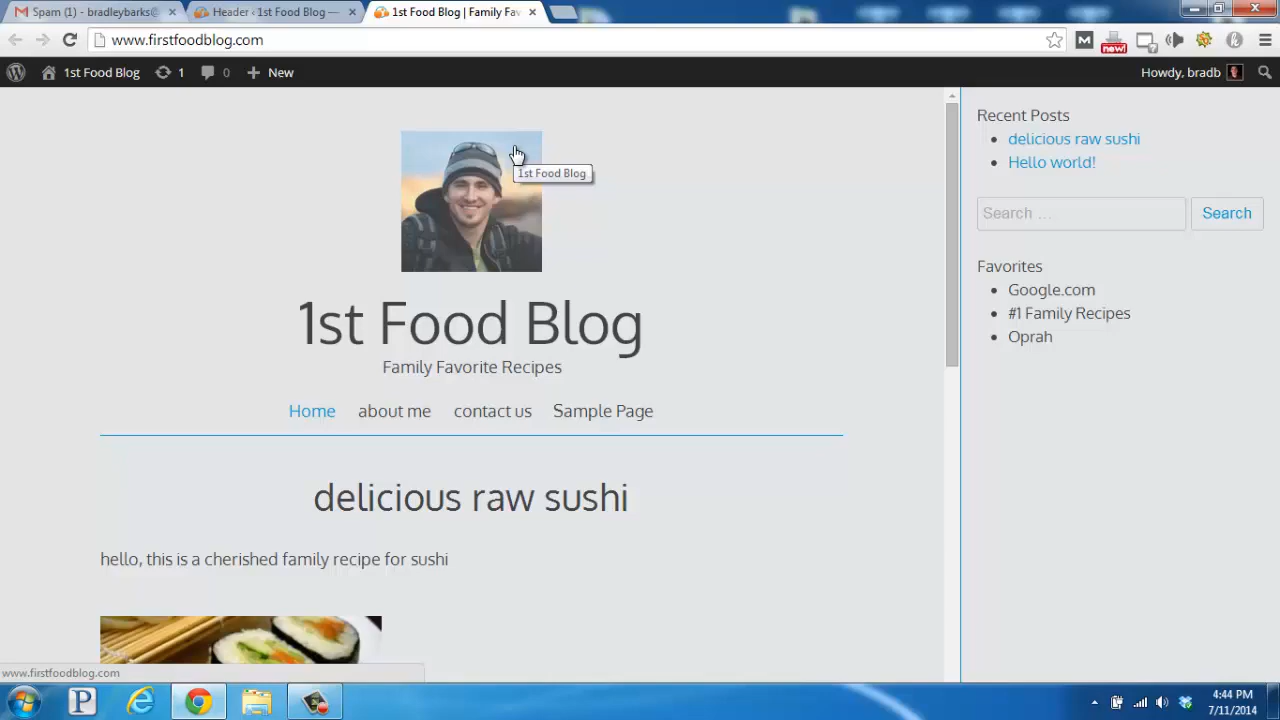 Spam (1) - bradleybarks@
Header ‹ 1st Food Blog —
1st Food Blog | Family Fav
www.firstfoodblog.com
new!
1st Food Blog
1
0
New
Howdy, bradb
1st Food Blog
1st Food Blog
Family Favorite Recipes
Home
about me
contact us
Sample Page
delicious raw sushi
hello, this is a cherished family recipe for sushi
Recent Posts
delicious raw sushi
Hello world!
Search ...
Search
Favorites
Google.com
#1 Family Recipes
Oprah
www.firstfoodblog.com
4:44 PM
7/11/2014